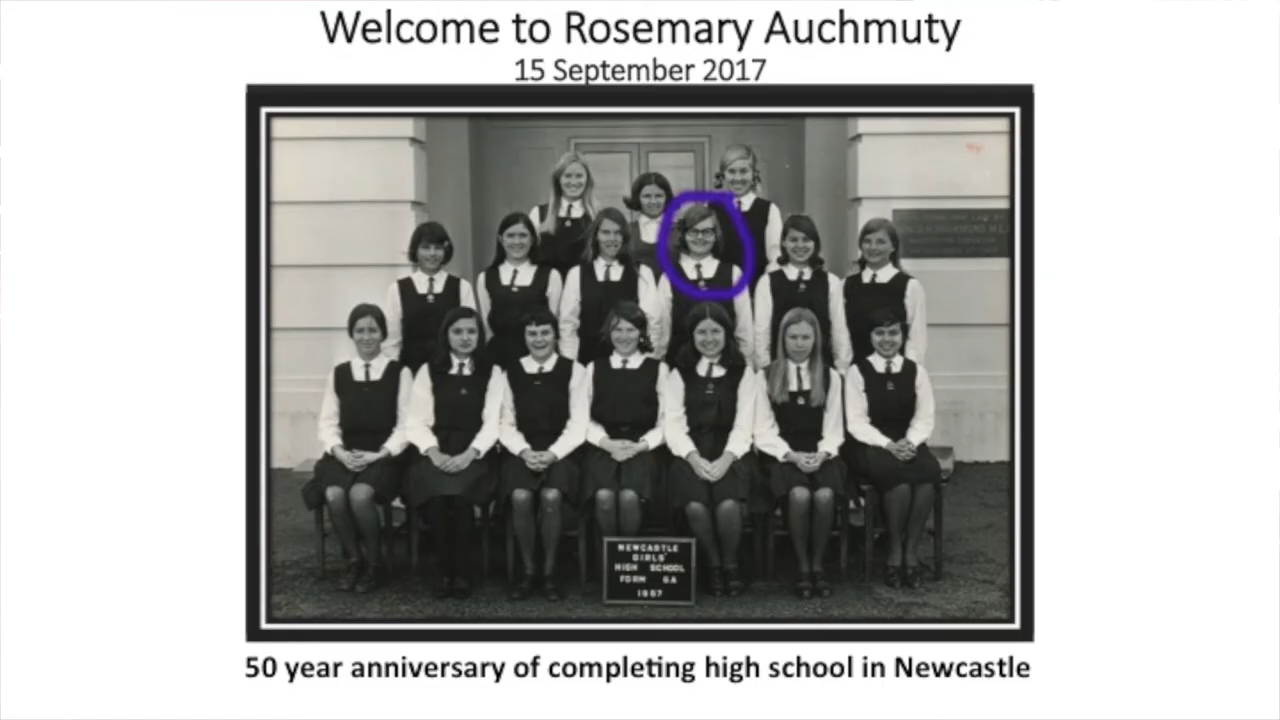 Welcome to Rosemary Auchmuty
15 September 2017
NEWCASTLE
GIRLS'
HIGH SCHOOL
FORM 6A
1967
50 year anniversary of completing high school in Newcastle